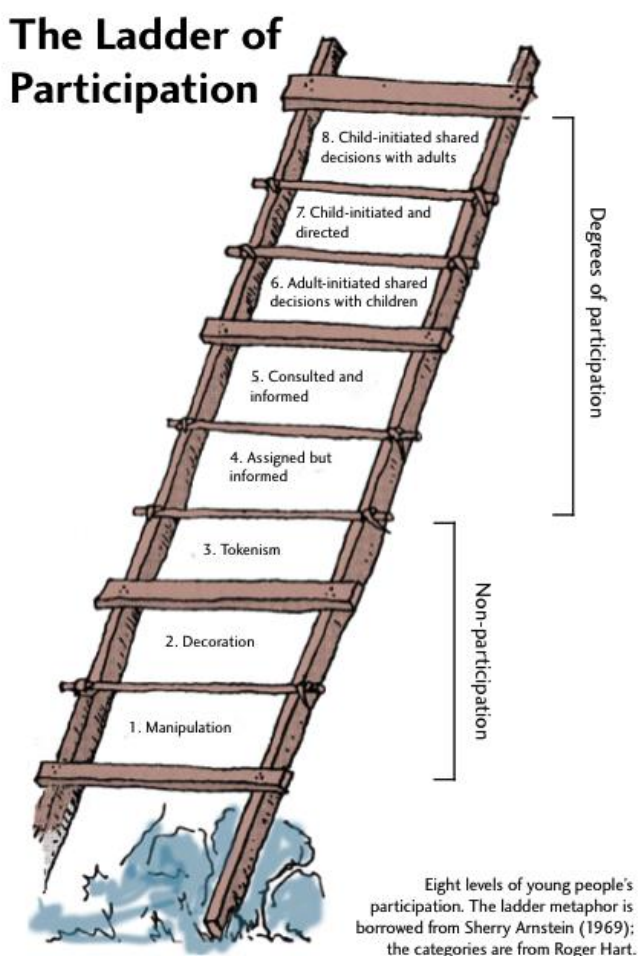 The Ladder of
Participation
8. Child-initiated shared
decisions with adults
7. Child-initiated and
directed
6. Adult-initiated shared
decisions with children
5. Consulted and
informed
4. Assigned but
informed
3. Tokenism
2. Decoration
1. Manipulation
Degrees of participation
Non-participation
Eight levels of young people's
participation. The ladder metaphor is
borrowed from Sherry Arnstein (1969);
the categories are from Roger Hart.